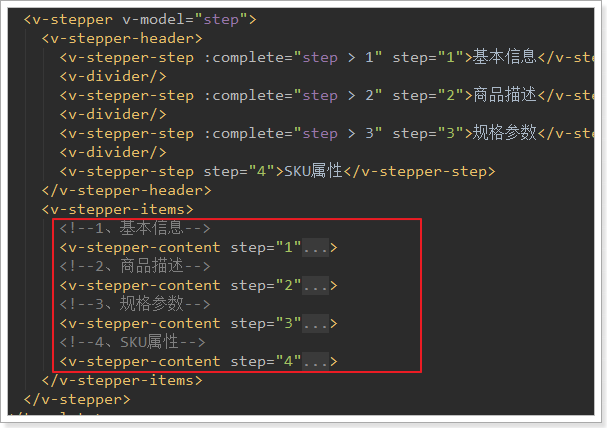 <v-stepper v-model="step">
<v-stepper-header>
<v-stepper-step :complete="step > 1" step="1">基本信息</v-ste
<v-divider/>
<v-stepper-step :complete="step > 2" step="2">商品描述</v-ste
<v-divider/>
<v-stepper-step :complete="step > 3" step="3">规格参数</v-ste
<v-divider/>
<v-stepper-step step="4">SKU属性</v-stepper-step>
</v-stepper-header>
<v-stepper-items>
<!--1、基本信息-->
<v-stepper-content step="1"...>
<!--2、商品描述-->
<v-stepper-content step="2"...>
<!--3、规格参数-->
<v-stepper-content step="3"...>
<!--4、SKU属性-->
<v-stepper-content step="4"...>
</v-stepper-items>
</v-stepper>